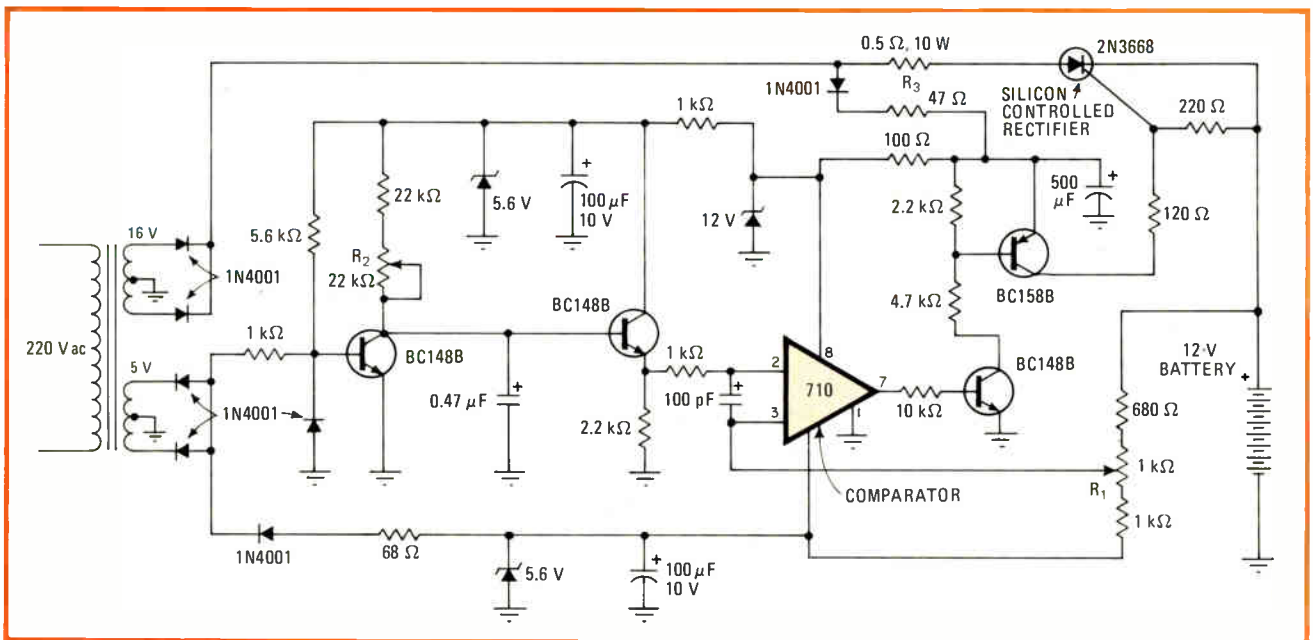 0.5 Ω, 10 W
2N3668
R3
1N4001
47 Ω
SILICON
CONTROLLED
RECTIFIER
220 Ω
1 kΩ
100 Ω
22 kΩ
5.6 V
+
100 μF
10 V
12 V
2.2 kΩ
500
μF
+
120 Ω
5.6 kΩ
16 V
1N4001
R2
22 kΩ
BC148B
BC158B
4.7 kΩ
220 V ac
1 kΩ
BC148B
1 kΩ
2
8
710
7
BC148B
12-V
BATTERY
+
5 V
1N4001
0.47 μF
+
100 pF
3
1
10 kΩ
680 Ω
2.2 kΩ
COMPARATOR
1 kΩ
R1
1 kΩ
1N4001
68 Ω
5.6 V
+
100 μF
10 V